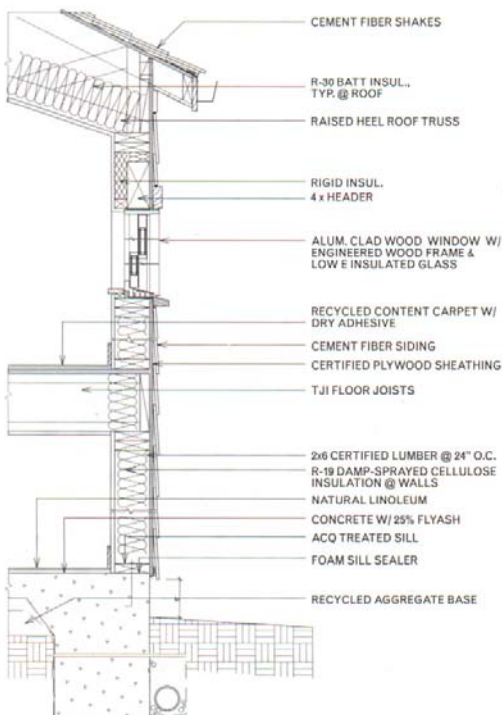 CEMENT FIBER SHAKES
R-30 BATT INSUL.,
TYP. @ ROOF
RAISED HEEL ROOF TRUSS
RIGID INSUL.
4 x HEADER
ALUM. CLAD WOOD WINDOW W/
ENGINEERED WOOD FRAME &
LOW E INSULATED GLASS
RECYCLED CONTENT CARPET W/
DRY ADHESIVE
CEMENT FIBER SIDING
CERTIFIED PLYWOOD SHEATHING
TJI FLOOR JOISTS
2x6 CERTIFIED LUMBER @ 24" O.C.
R-19 DAMP-SPRAYED CELLULOSE
INSULATION @ WALLS
NATURAL LINOLEUM
CONCRETE W/ 25% FLYASH
ACQ TREATED SILL
FOAM SILL SEALER
RECYCLED AGGREGATE BASE